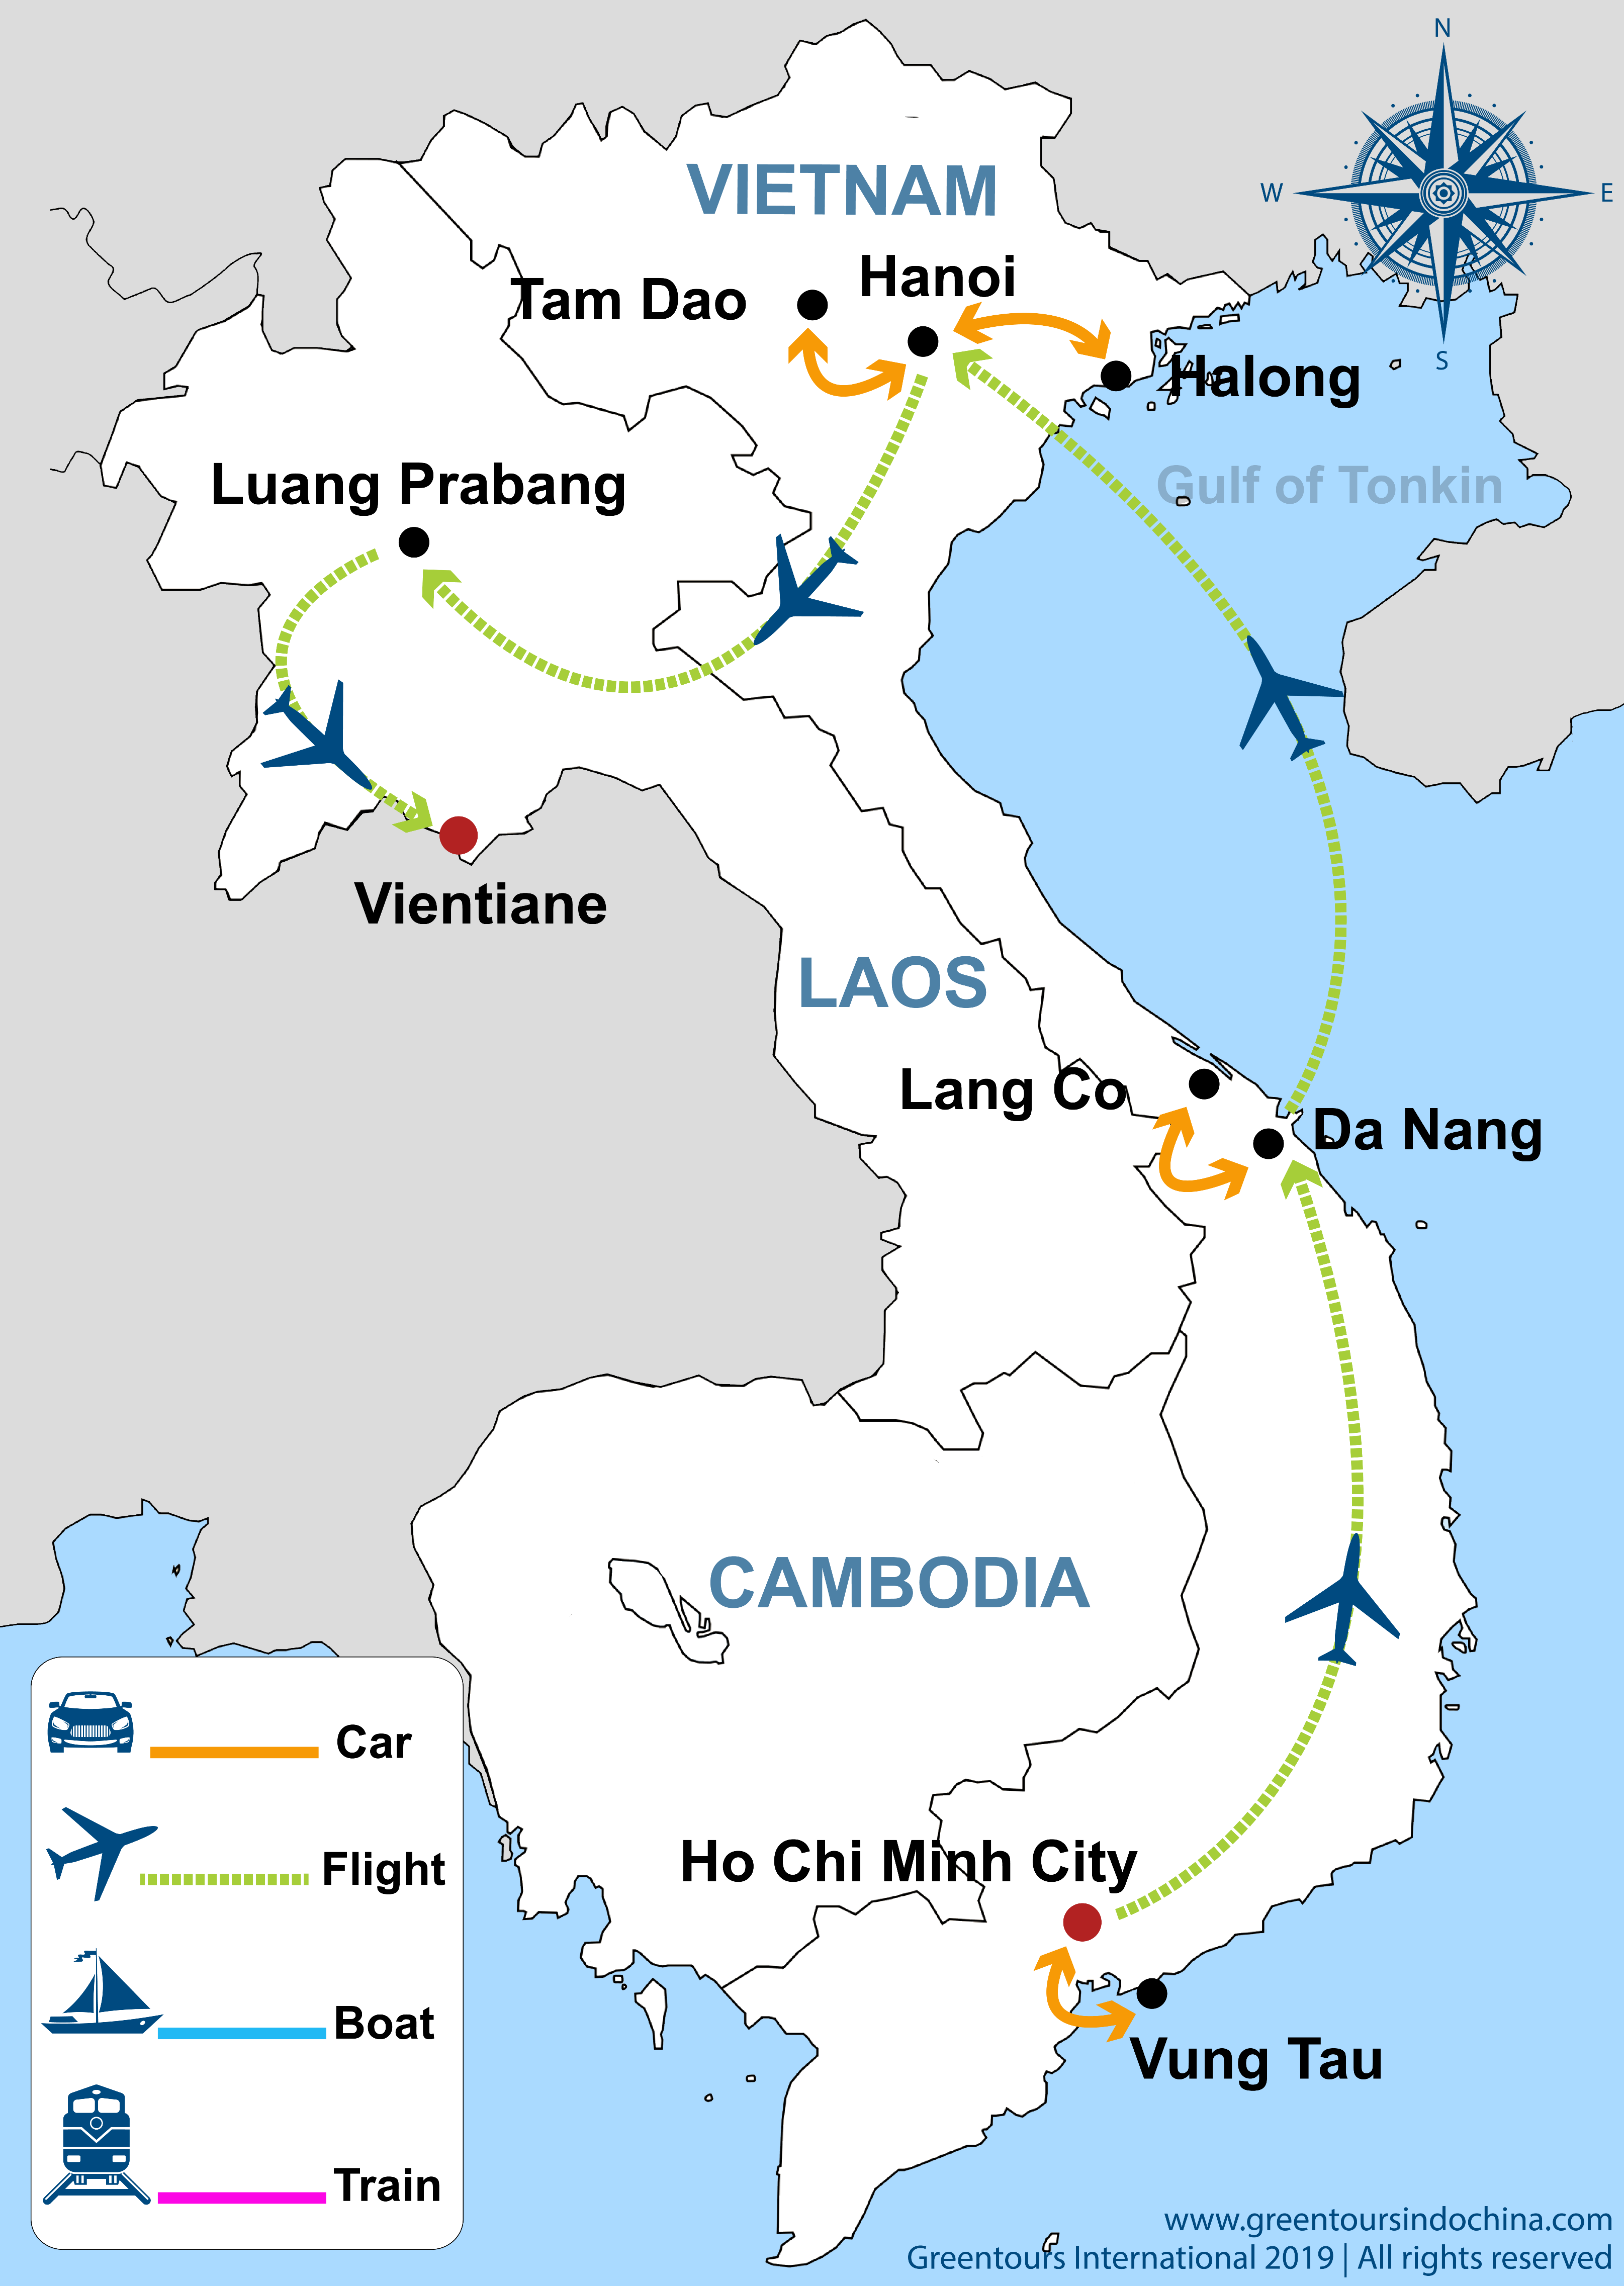 N
W
E
S
VIETNAM
Hanoi
Tam Dao
Halong
Luang Prabang
Gulf of Tonkin
Vientiane
LAOS
Lang Co
Da Nang
CAMBODIA
Car
Ho Chi Minh City
Flight
Boat
Vung Tau
Train
www.greentoursindochina.com
Greentours International 2019 | All rights reserved